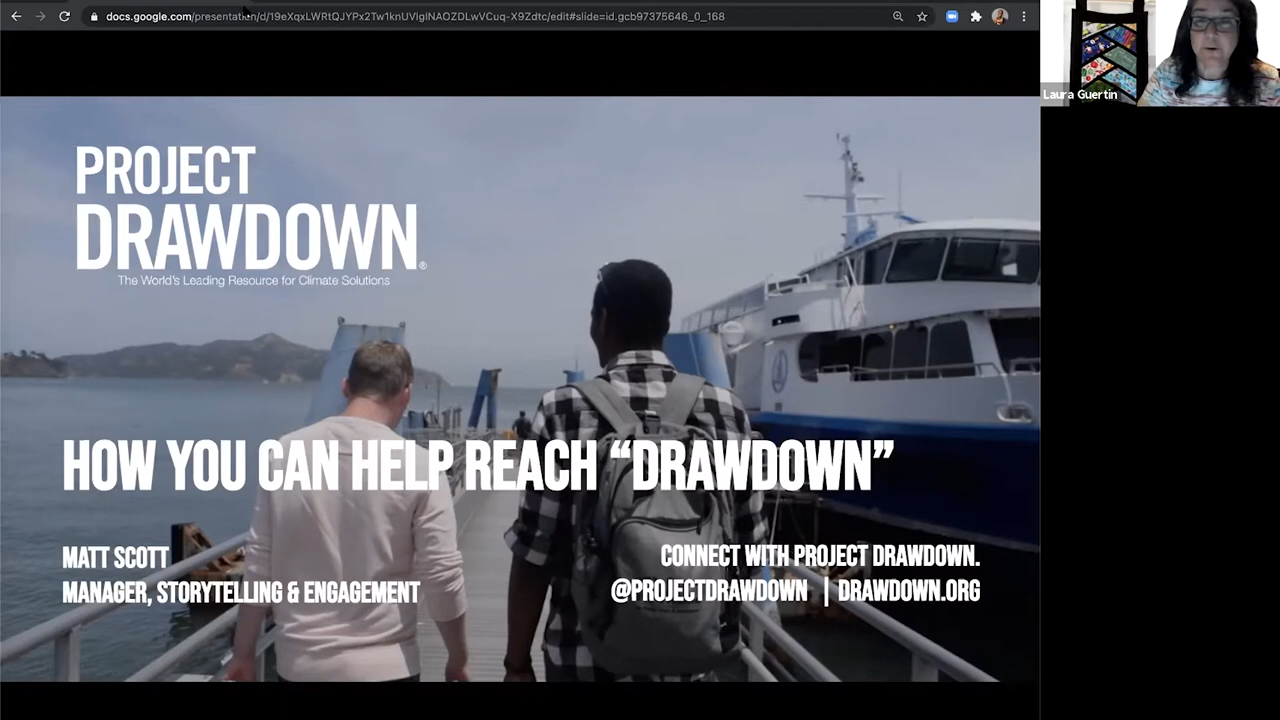 docs.google.com/presentation/d/19eXqxLWRtQJYPx2Tw1knUVIgINAOZDLwVCuq-X9Zdtc/edit#slide=id.gcb97375646_0_168
Laura Guertin
PROJECT
DRAWDOWN®
The World's Leading Resource for Climate Solutions
HOW YOU CAN HELP REACH “DRAWDOWN”
MATT SCOTT
MANAGER, STORYTELLING & ENGAGEMENT
CONNECT WITH PROJECT DRAWDOWN.
@PROJECTDRAWDOWN | DRAWDOWN.ORG